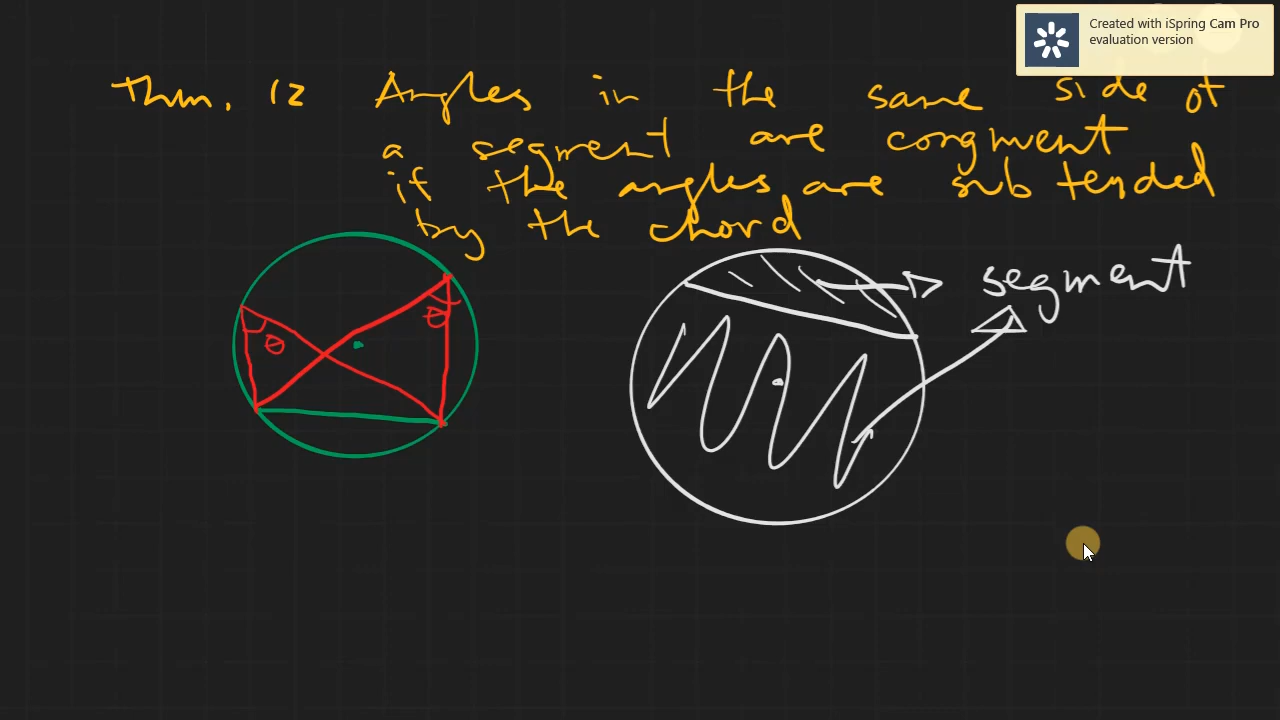 Created with iSpring Cam Pro
evaluation version
Thm. 12 Angles in the same side of
a segment are congment
if the angles are subtended
by the chord
segment
θ
θ